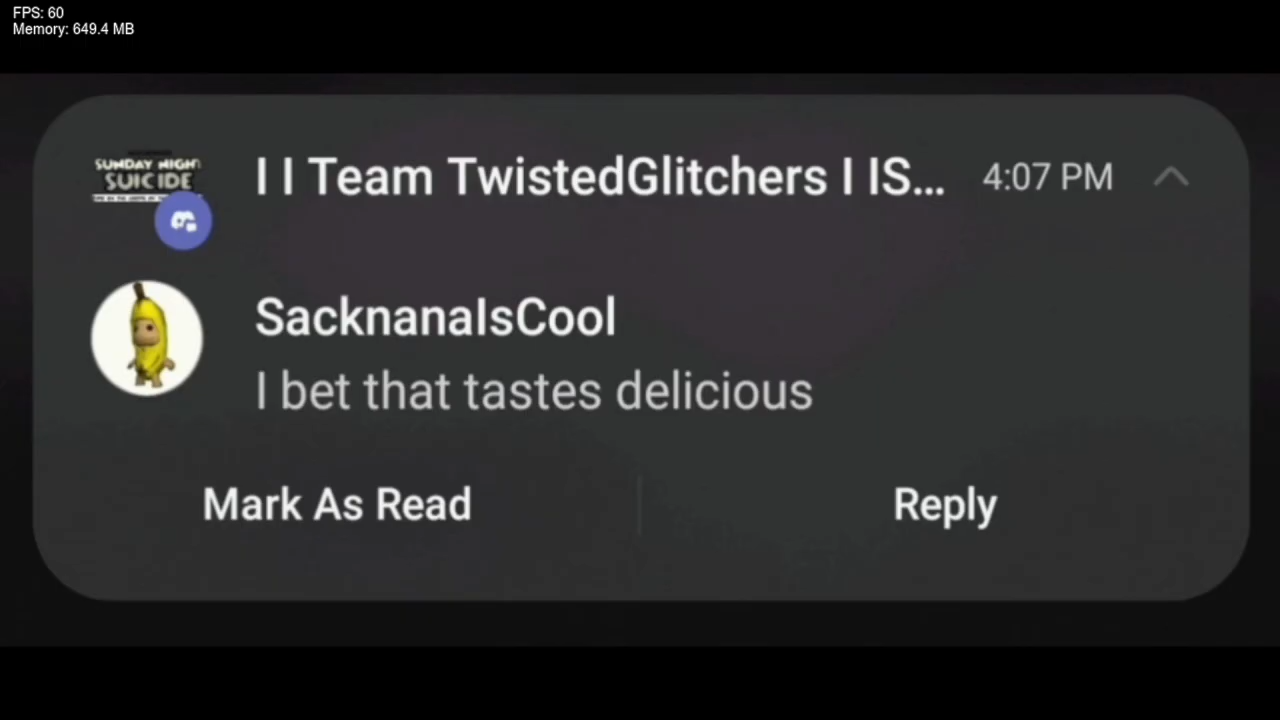 FPS: 60
Memory: 649.4 MB
SUNDAY NIGHT
SUICIDE
I I Team TwistedGlitchers I IS... 4:07 PM
SacknanaIsCool
I bet that tastes delicious
Mark As Read Reply